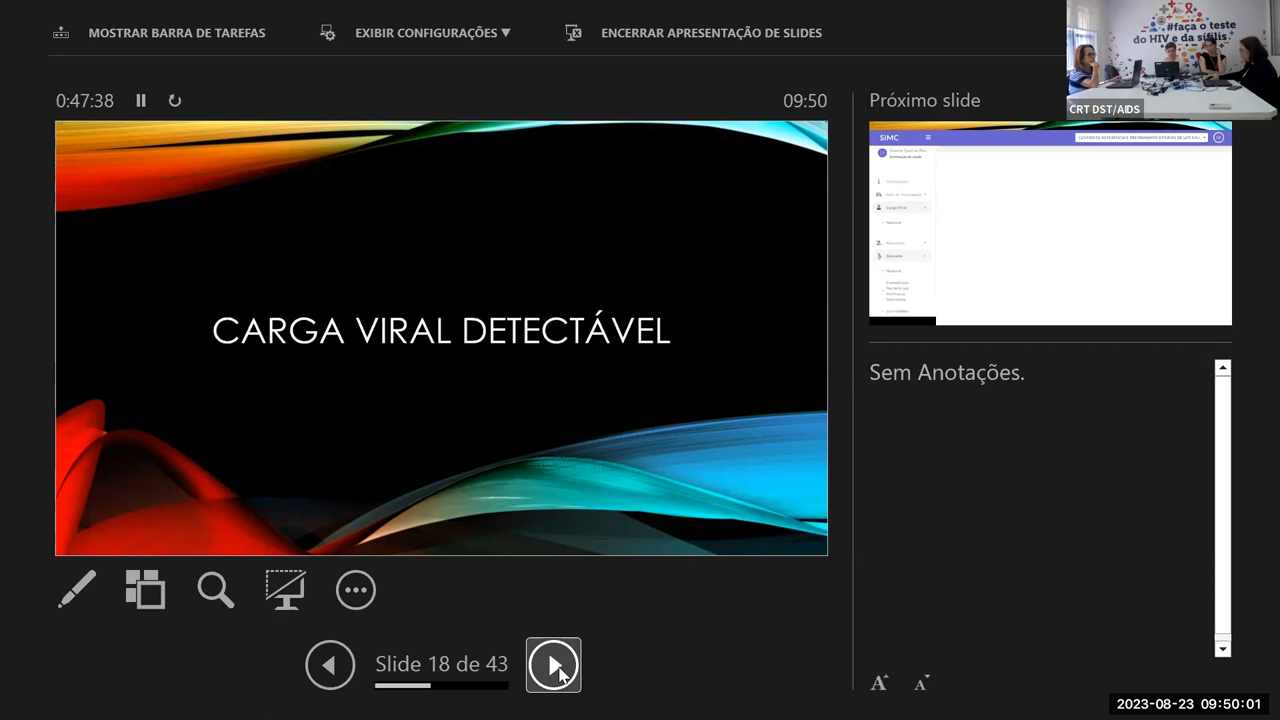 MOSTRAR BARRA DE TAREFAS
EXIBIR CONFIGURAÇÕES ▼
ENCERRAR APRESENTAÇÃO DE SLIDES
#faça o teste
do HIV e da sífilis
CRT DST/AIDS
0:47:38
09:50
Próximo slide
CARGA VIRAL DETECTÁVEL
SIMC
Carga Viral
Nacional
Nacional
Sem Anotações.
Slide 18 de 43
A A
2023-08-23 09:50:01